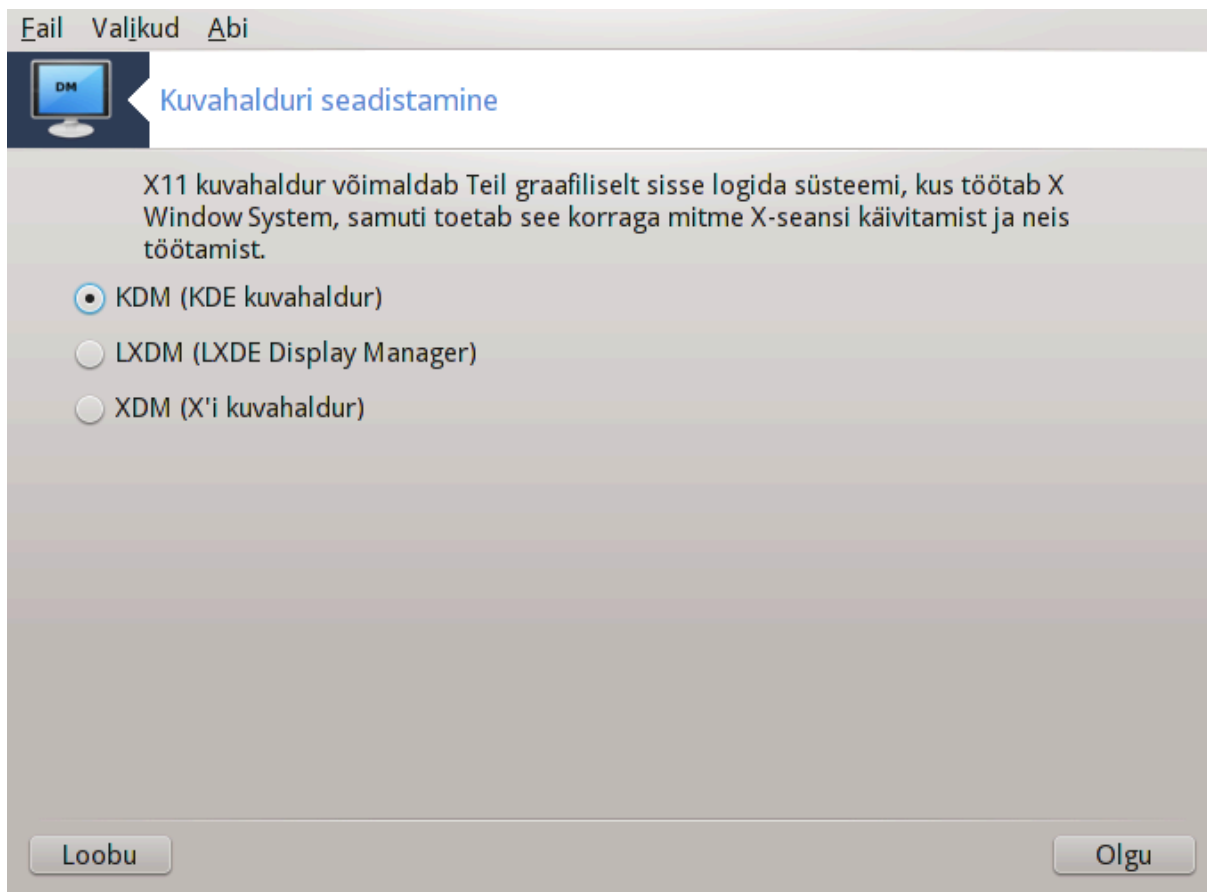 Fail Valikud Abi
DM
Kuvahalduri seadistamine
X11 kuvahaldur võimaldab Teil graafiliselt sisse logida süsteemi, kus töötab X
Window System, samuti toetab see korraga mitme X-seansi käivitamist ja neis
töötamist.
KDM (KDE kuvahaldur)
LXDM (LXDE Display Manager)
XDM (X'i kuvahaldur)
Loobu Olgu